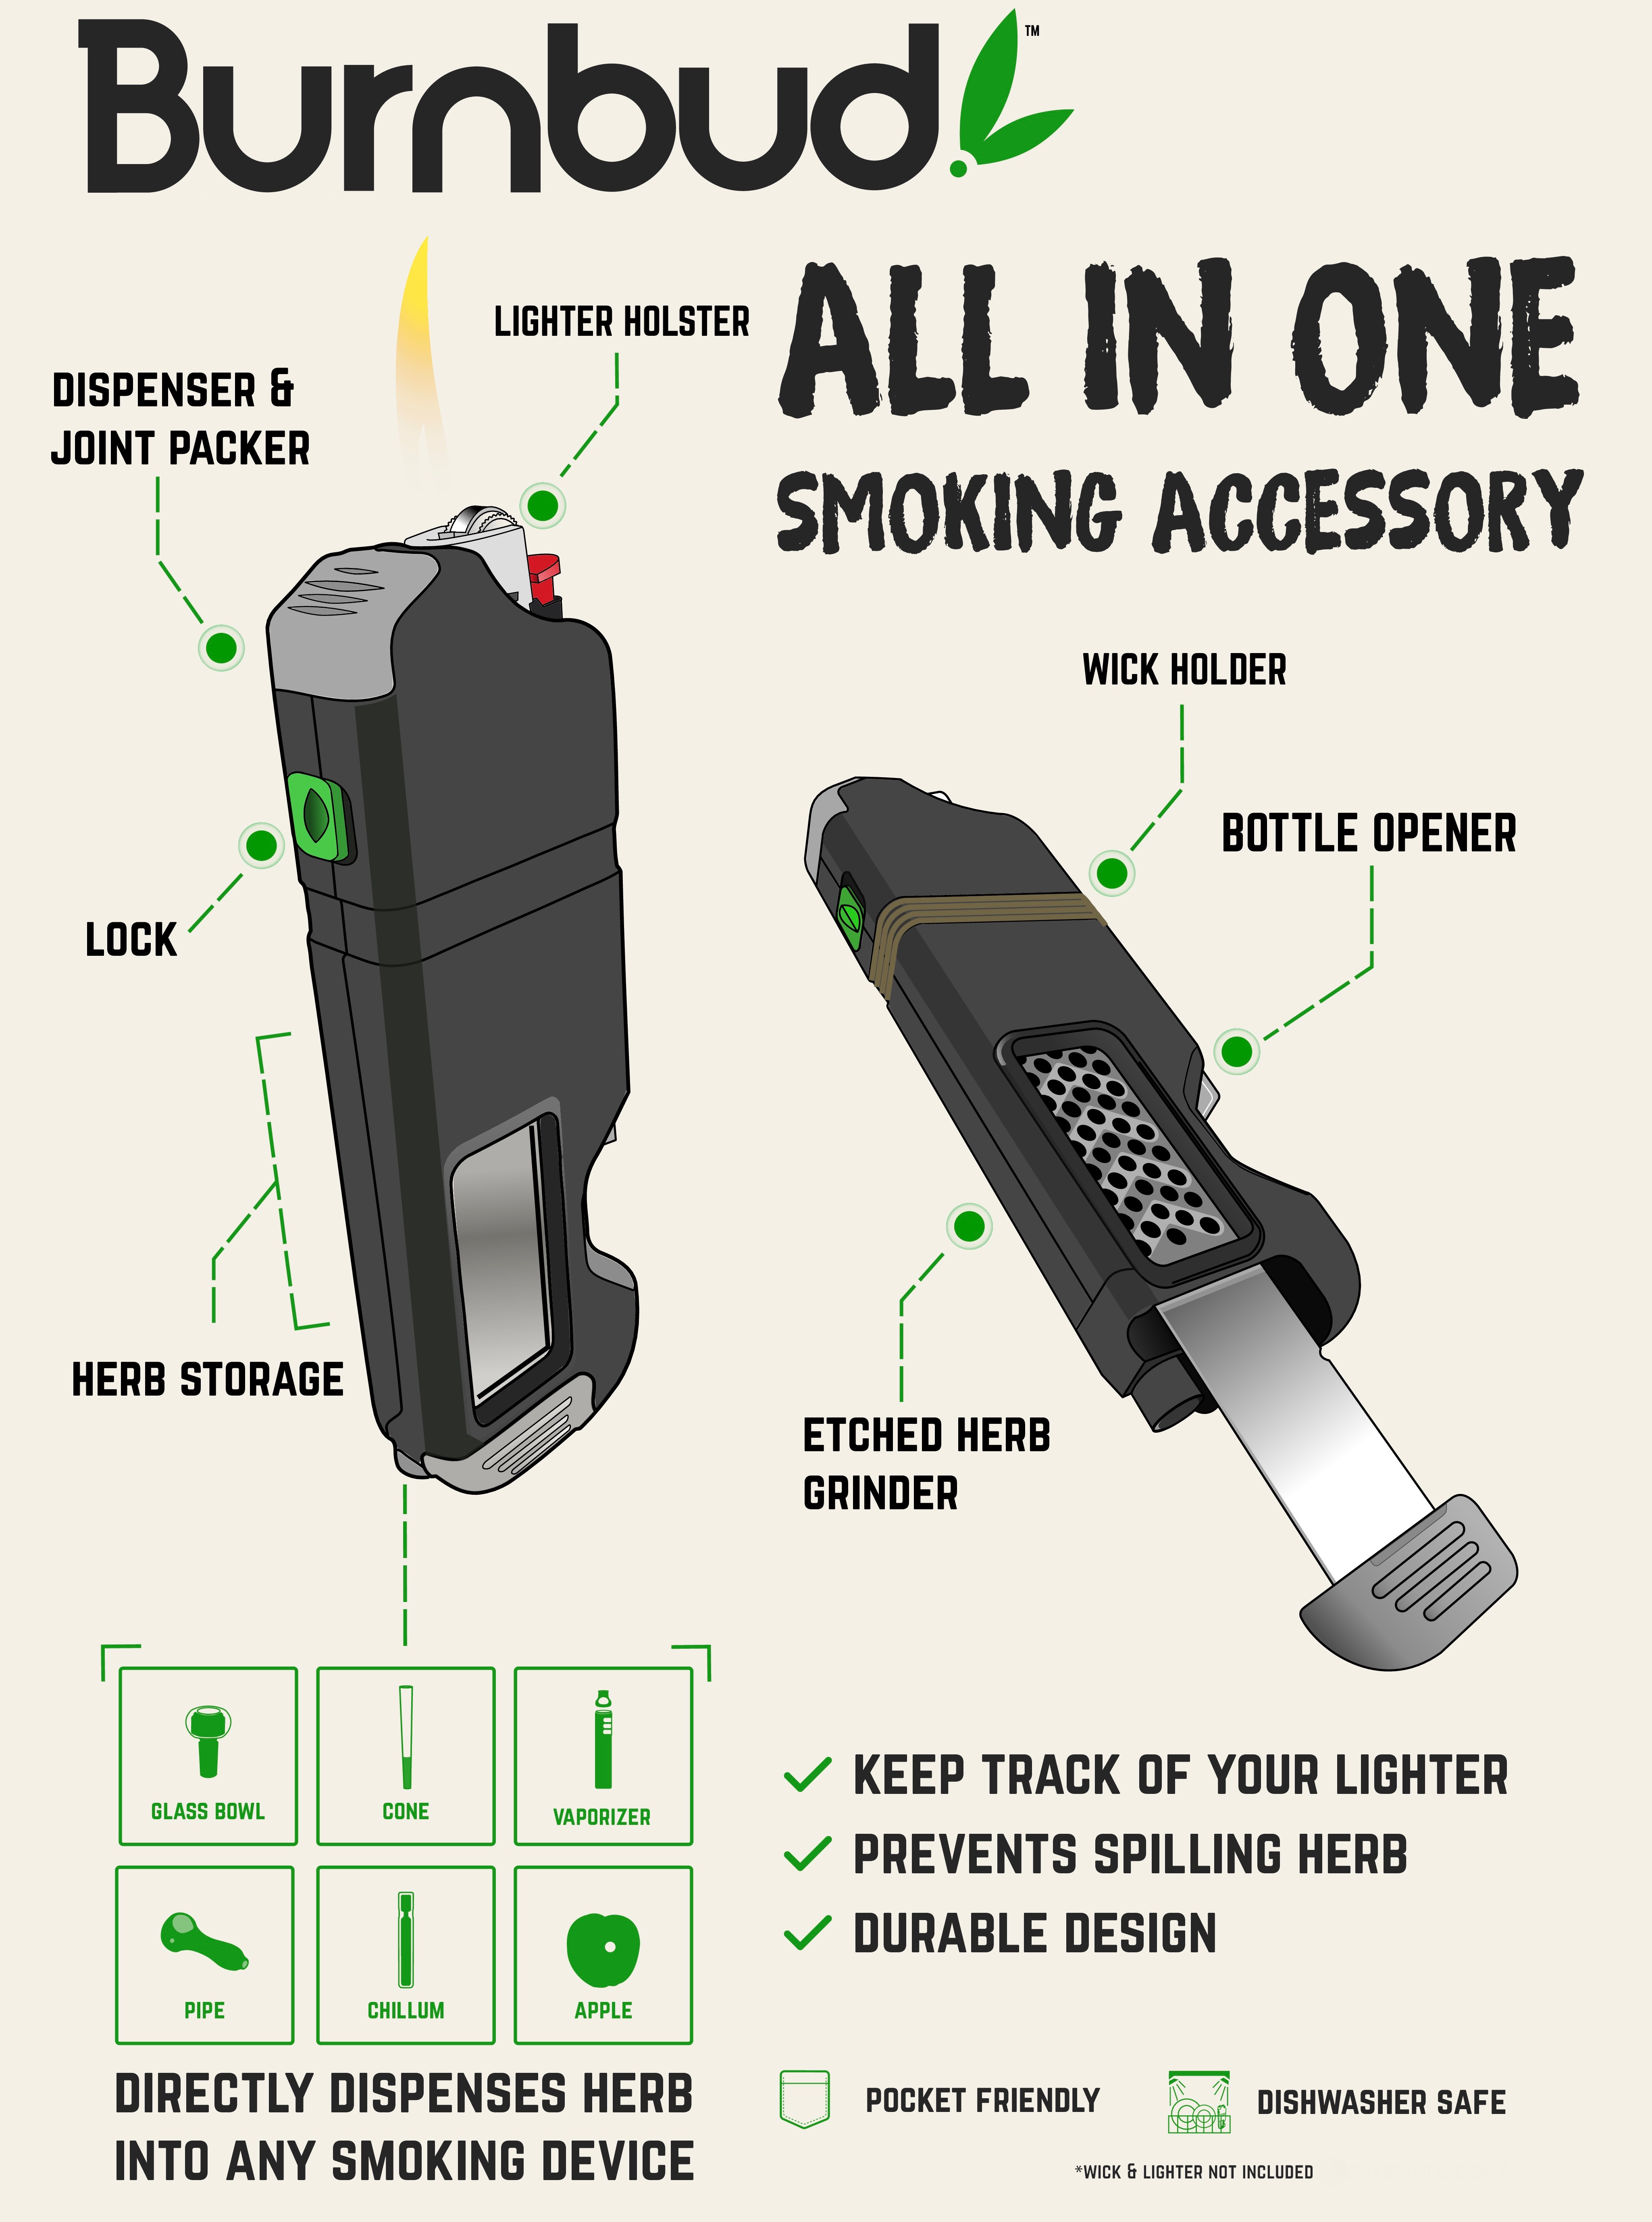 Burnbud.
TM
ALL IN ONE
SMOKING ACCESSORY
LIGHTER HOLSTER
DISPENSER &
JOINT PACKER
LOCK
HERB STORAGE
WICK HOLDER
BOTTLE OPENER
ETCHED HERB
GRINDER
GLASS BOWL
CONE
VAPORIZER
PIPE
CHILLUM
APPLE
DIRECTLY DISPENSES HERB
INTO ANY SMOKING DEVICE
KEEP TRACK OF YOUR LIGHTER
PREVENTS SPILLING HERB
DURABLE DESIGN
POCKET FRIENDLY
DISHWASHER SAFE
*WICK & LIGHTER NOT INCLUDED